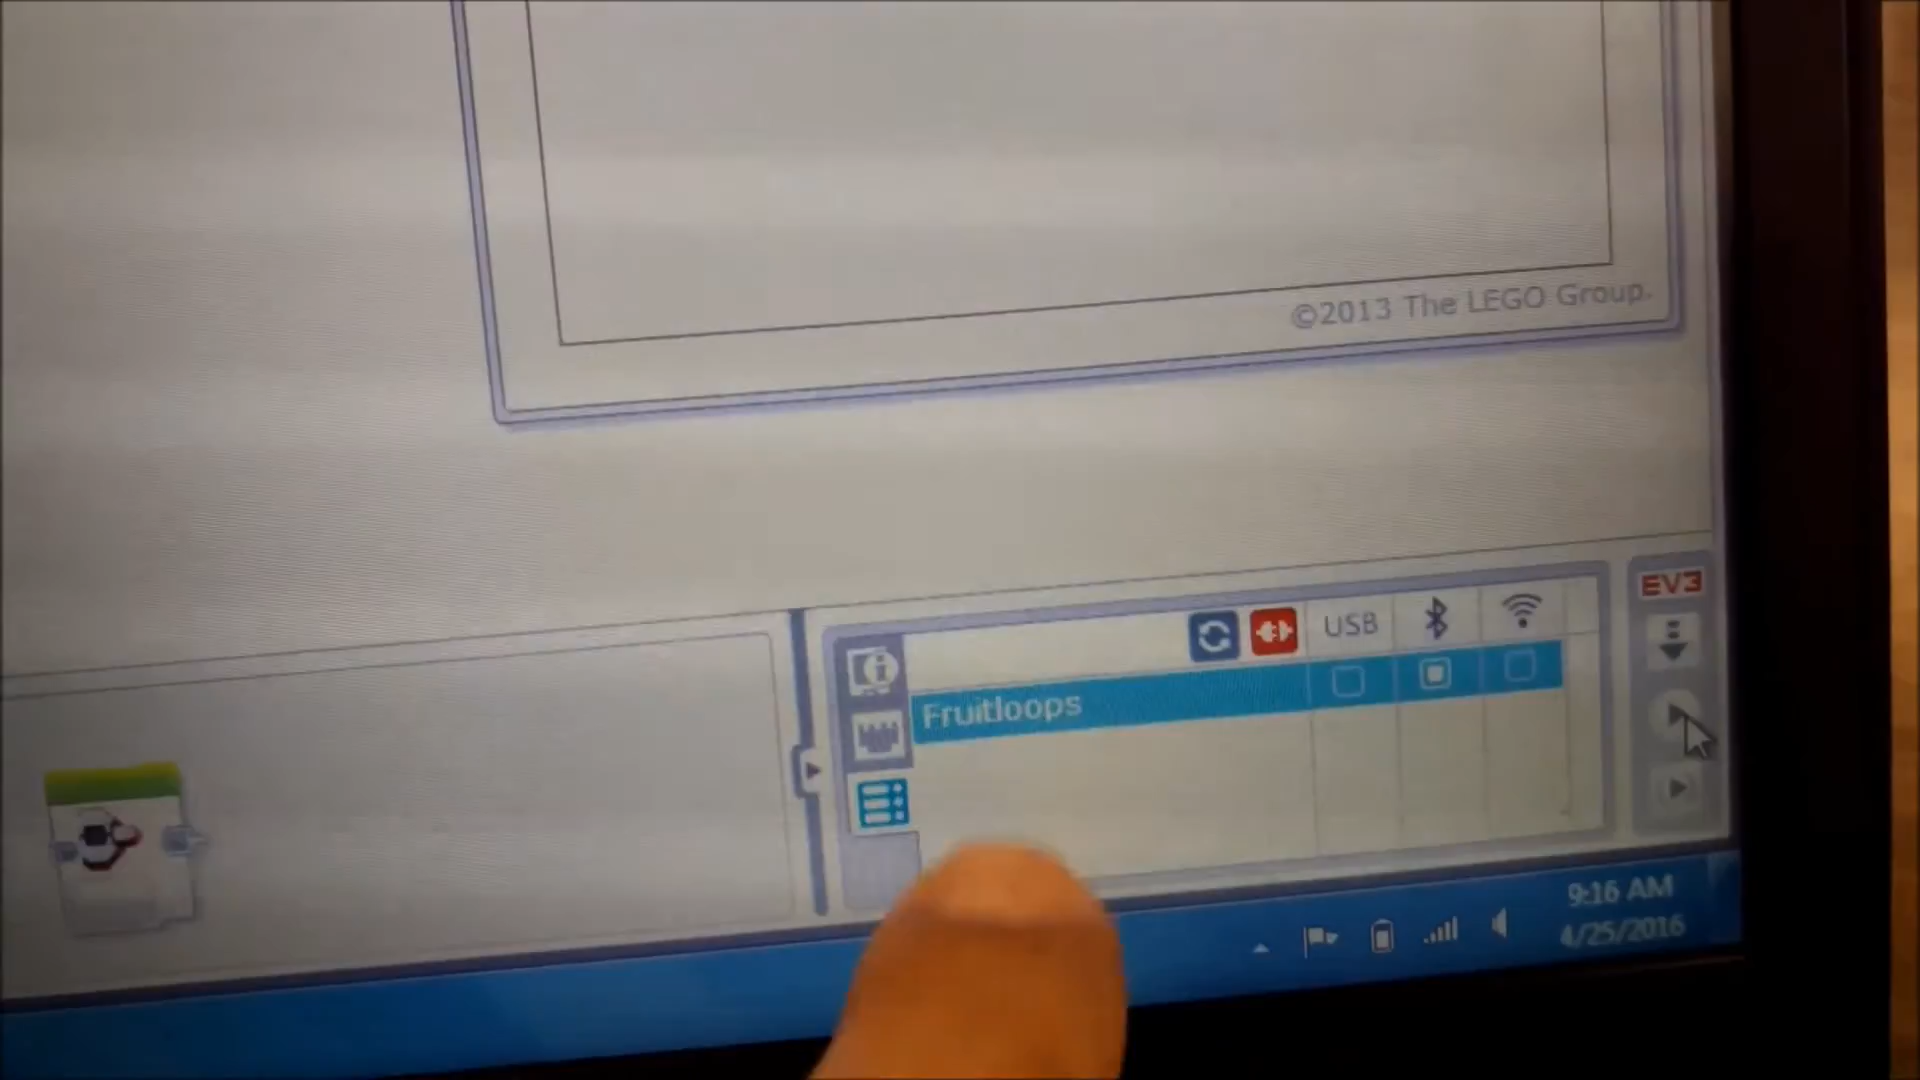 ©2013 The LEGO Group.
EV3
USB
Fruitloops
9:16 AM
4/25/2016